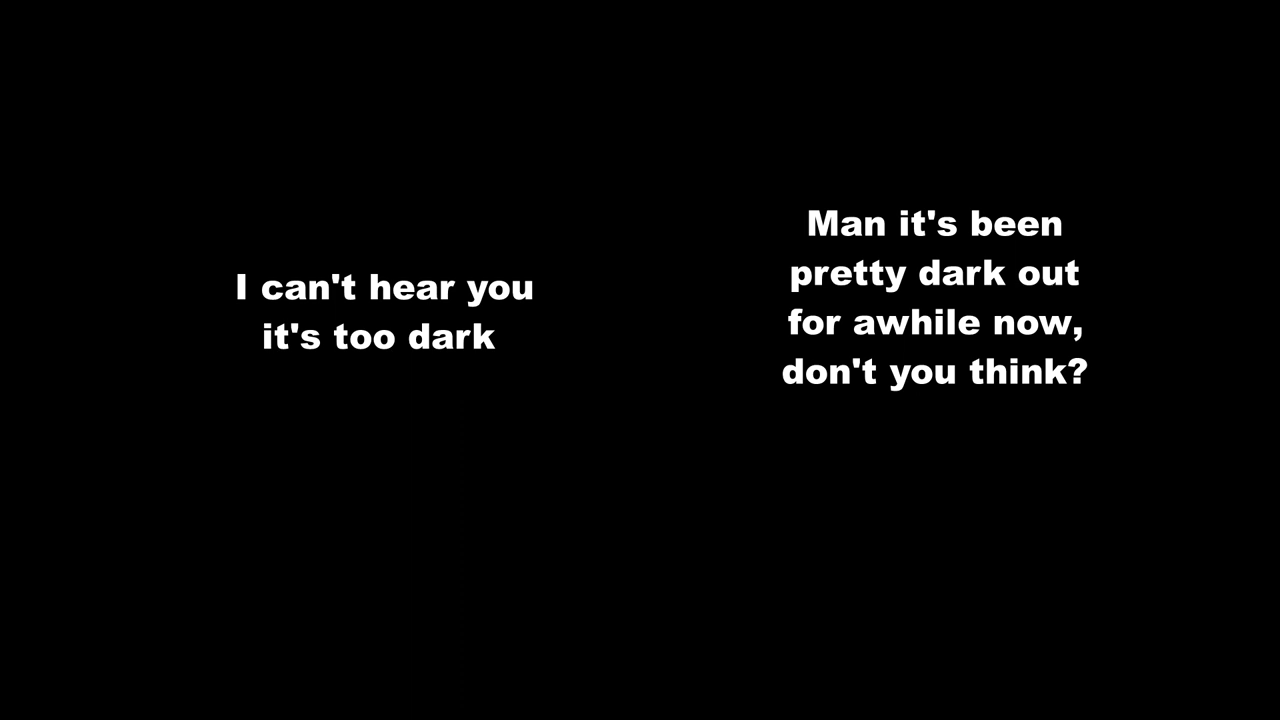 I can't hear you
it's too dark
Man it's been
pretty dark out
for awhile now,
don't you think?